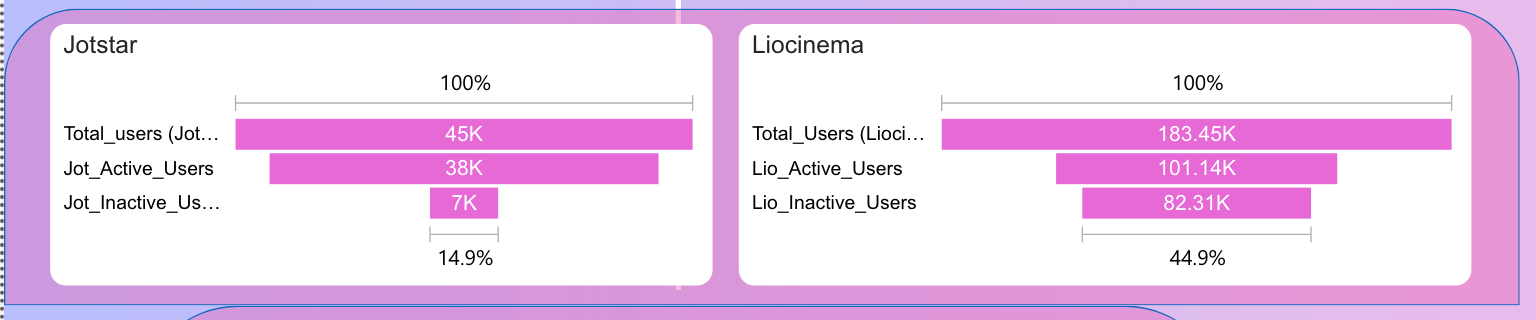 Jotstar
100%
Total_users (Jot… 45K
Jot_Active_Users 38K
Jot_Inactive_Us… 7K
14.9%
Liocinema
100%
Total_Users (Lioci… 183.45K
Lio_Active_Users 101.14K
Lio_Inactive_Users 82.31K
44.9%